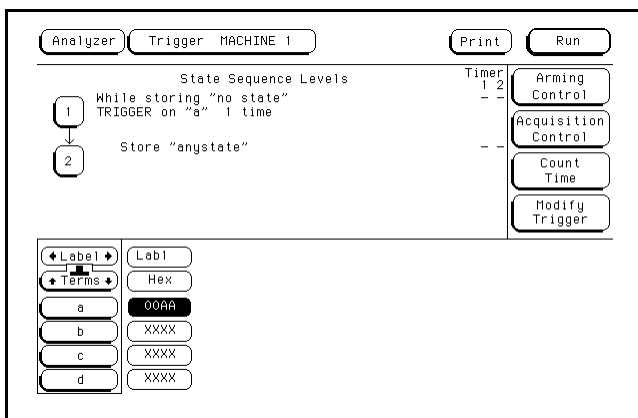 Analyzer Trigger MACHINE 1 Print Run
State Sequence Levels
Timer
1 2
1 While storing "no state"
TRIGGER on "a" 1 time
- -
2 Store "anystate"
- -
Arming
Control
Acquisition
Control
Count
Time
Modify
Trigger
Label Lab1
Terms Hex
a 00AA
b XXXX
c XXXX
d XXXX